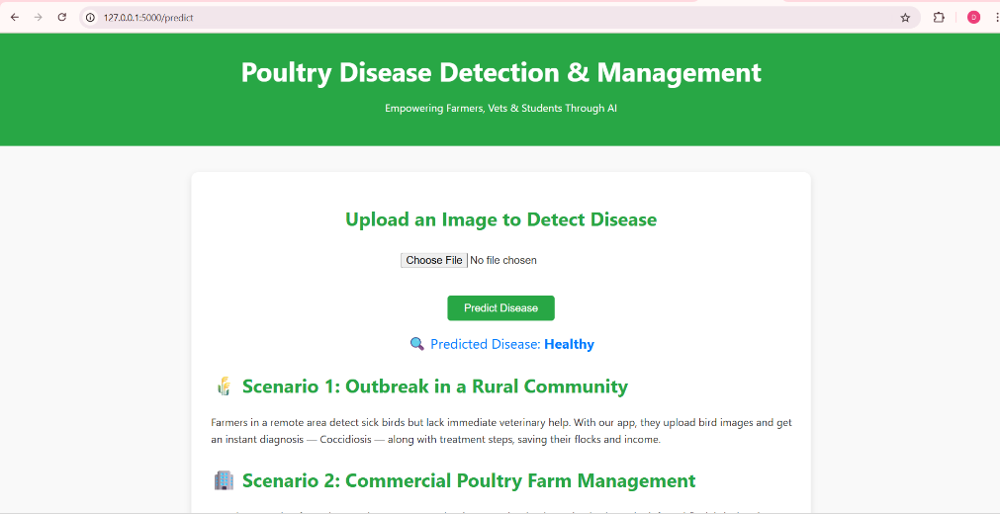 127.0.0.1:5000/predict
D
Poultry Disease Detection & Management
Empowering Farmers, Vets & Students Through AI
Upload an Image to Detect Disease
Choose File No file chosen
Predict Disease
Predicted Disease: Healthy
Scenario 1: Outbreak in a Rural Community
Farmers in a remote area detect sick birds but lack immediate veterinary help. With our app, they upload bird images and get
an instant diagnosis — Coccidiosis — along with treatment steps, saving their flocks and income.
Scenario 2: Commercial Poultry Farm Management